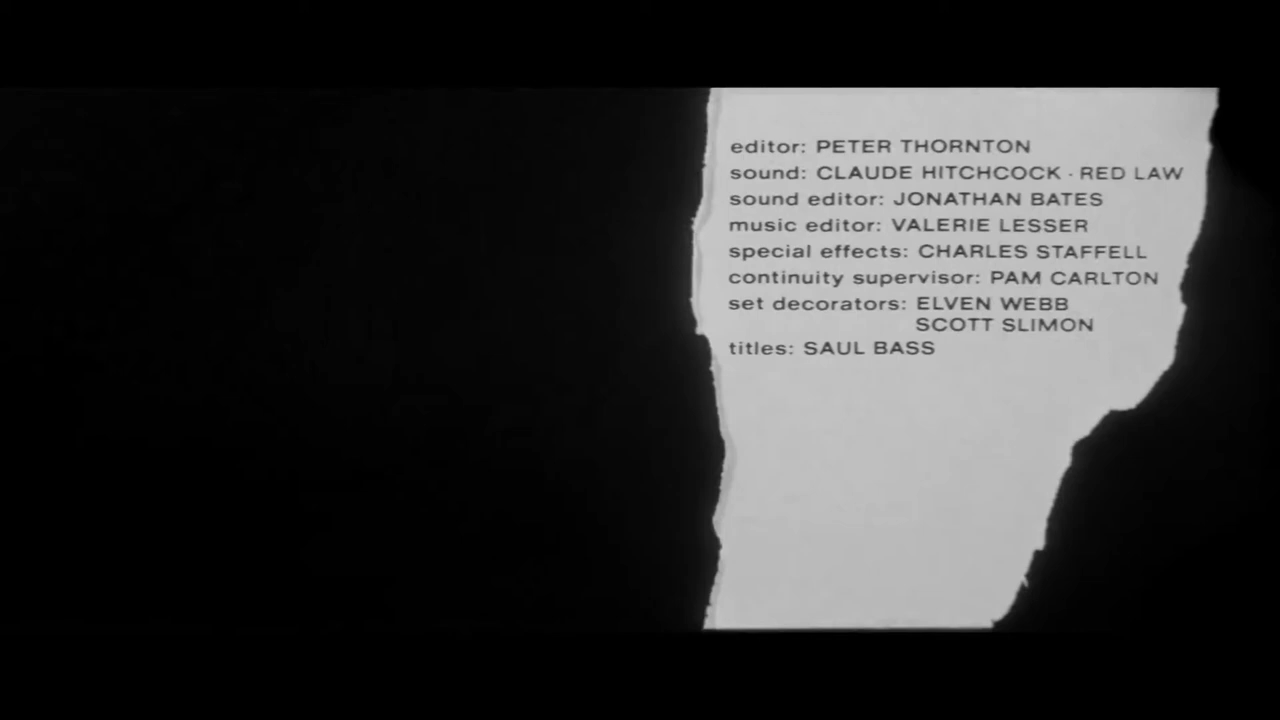 editor: PETER THORNTON
sound: CLAUDE HITCHCOCK · RED LAW
sound editor: JONATHAN BATES
music editor: VALERIE LESSER
special effects: CHARLES STAFFELL
continuity supervisor: PAM CARLTON
set decorators: ELVEN WEBB
SCOTT SLIMON
titles: SAUL BASS